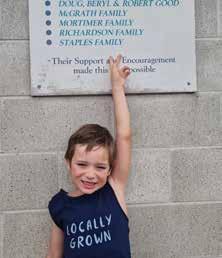 DOUG, BERYL & ROBERT GOOD
McGRATH FAMILY
MORTIMER FAMILY
RICHARDSON FAMILY
STAPLES FAMILY
Their Support Encouragement
made this possible
LOCALLY
GROWN